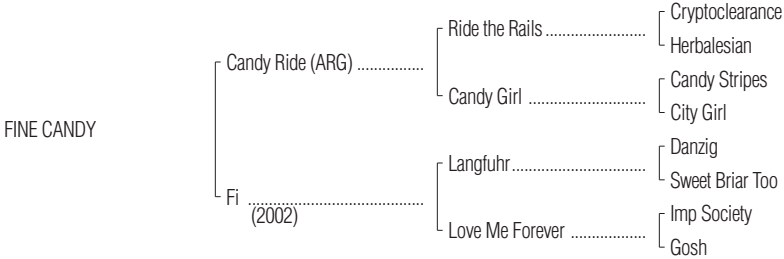 Cryptoclearance
Ride the Rails ........................
Herbalesian
Candy Ride (ARG) ................
Candy Stripes
Candy Girl ............................
City Girl
FINE CANDY
Danzig
Langfuhr................................
Sweet Briar Too
Fi ..........................................
(2002)
Imp Society
Love Me Forever ..................
Gosh